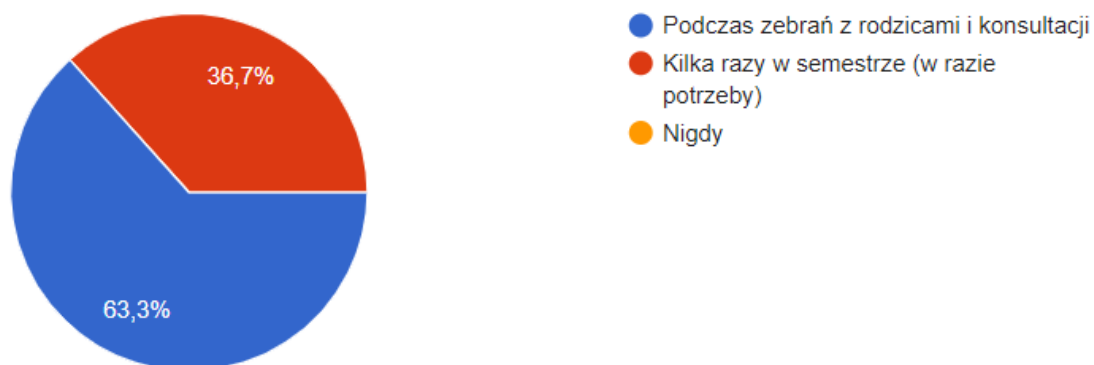 36,7%
63,3%
Podczas zebrań z rodzicami i konsultacji
Kilka razy w semestrze (w razie
potrzeby)
Nigdy